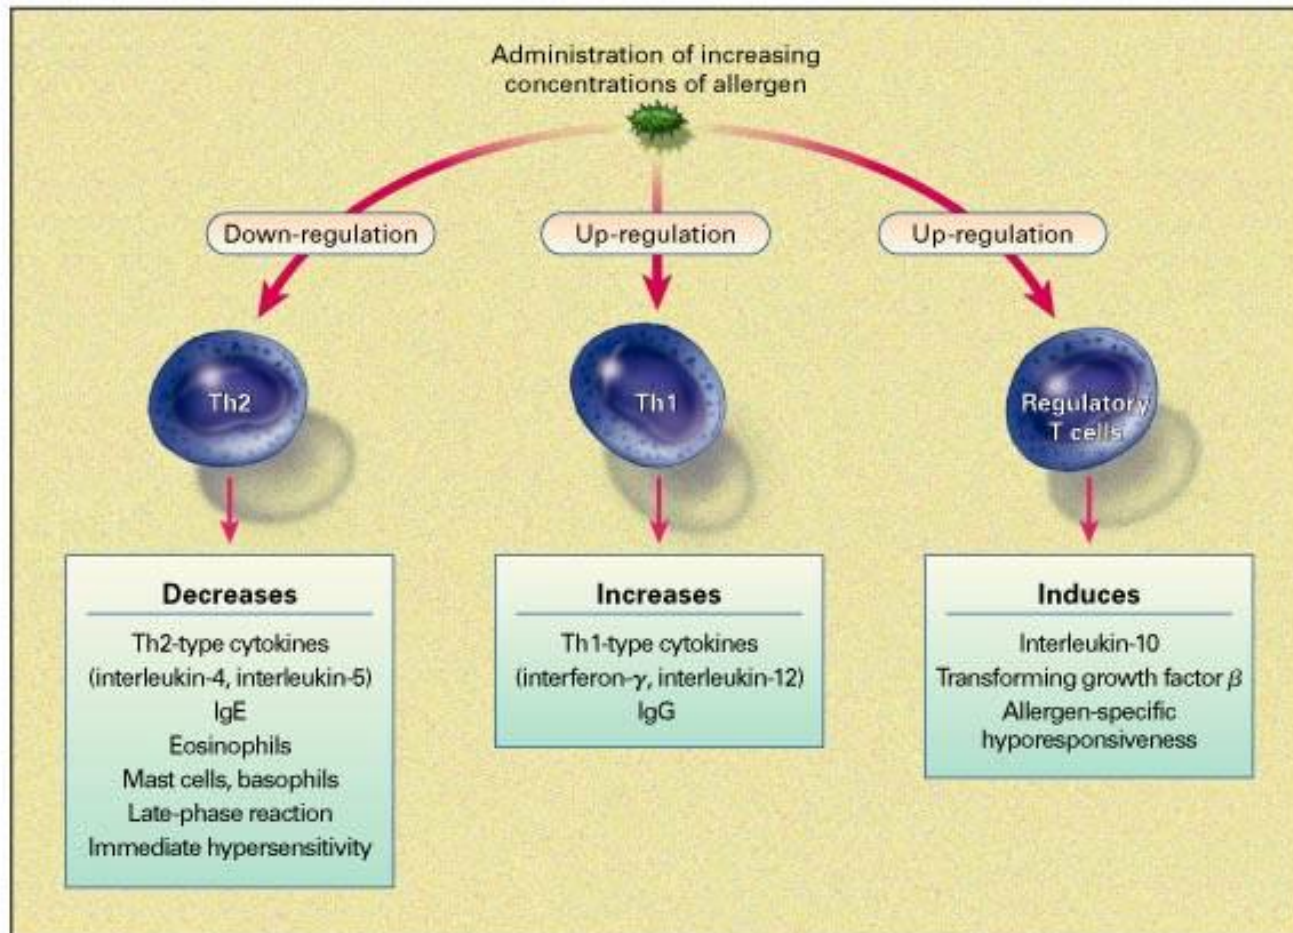 Administration of increasing
concentrations of allergen
Down-regulation
Up-regulation
Up-regulation
Th2
Th1
Regulatory
T cells
Decreases
Th2-type cytokines
(interleukin-4, interleukin-5)
IgE
Eosinophils
Mast cells, basophils
Late-phase reaction
Immediate hypersensitivity
Increases
Th1-type cytokines
(interferon-γ, interleukin-12)
IgG
Induces
Interleukin-10
Transforming growth factor β
Allergen-specific
hyporesponsiveness